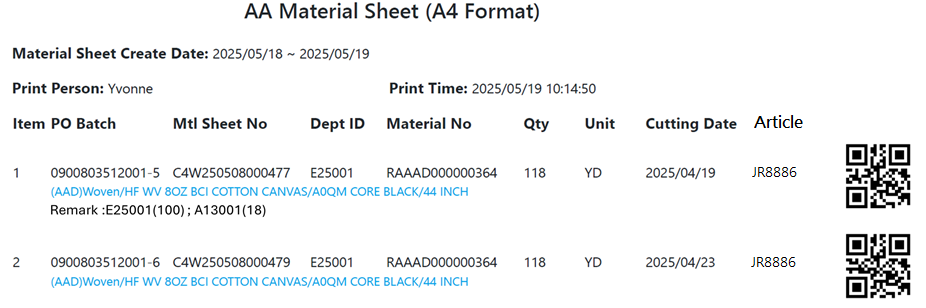 AA Material Sheet (A4 Format)
Material Sheet Create Date: 2025/05/18 ~ 2025/05/19
Print Person: Yvonne Print Time: 2025/05/19 10:14:50
Item PO Batch Mtl Sheet No Dept ID Material No Qty Unit Cutting Date Article
1 0900803512001-5 C4W250508000477 E25001 RAAAD000000364 118 YD 2025/04/19 JR8886
(AAD)Woven/HF WV 8OZ BCI COTTON CANVAS/A0QM CORE BLACK/44 INCH
Remark :E25001(100) ; A13001(18)
2 0900803512001-6 C4W250508000479 E25001 RAAAD000000364 118 YD 2025/04/23 JR8886
(AAD)Woven/HF WV 8OZ BCI COTTON CANVAS/A0QM CORE BLACK/44 INCH